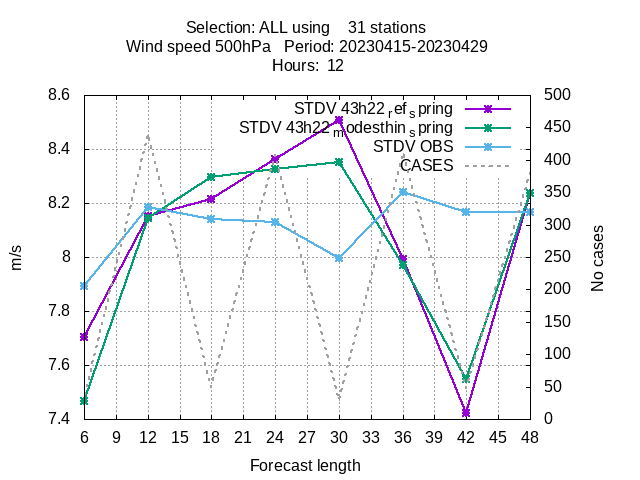 Selection: ALL using    31 stations
Wind speed 500hPa   Period: 20230415-20230429
Hours:  12
STDV 43h22_ref_spring
STDV 43h22_modesthin_spring
STDV OBS
CASES
8.6
8.4
8.2
8
7.8
7.6
7.4
m/s
500
450
400
350
300
250
200
150
100
50
0
No cases
6 9 12 15 18 21 24 27 30 33 36 39 42 45 48
Forecast length